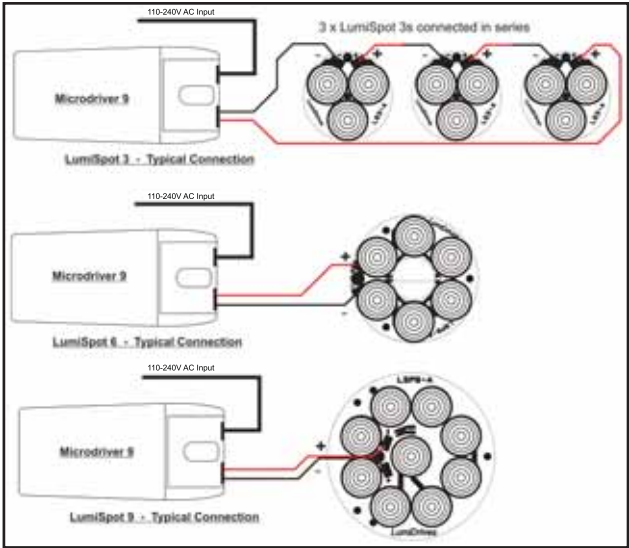 110-240V AC Input
3 x LumiSpot 3s connected in series
Microdriver 9
- +
- +
- +
LumiSpot 3 - Typical Connection
110-240V AC Input
Microdriver 9
+
-
LumiSpot 6 - Typical Connection
110-240V AC Input
Microdriver 9
+
-
LumiDrives
LumiSpot 9 - Typical Connection